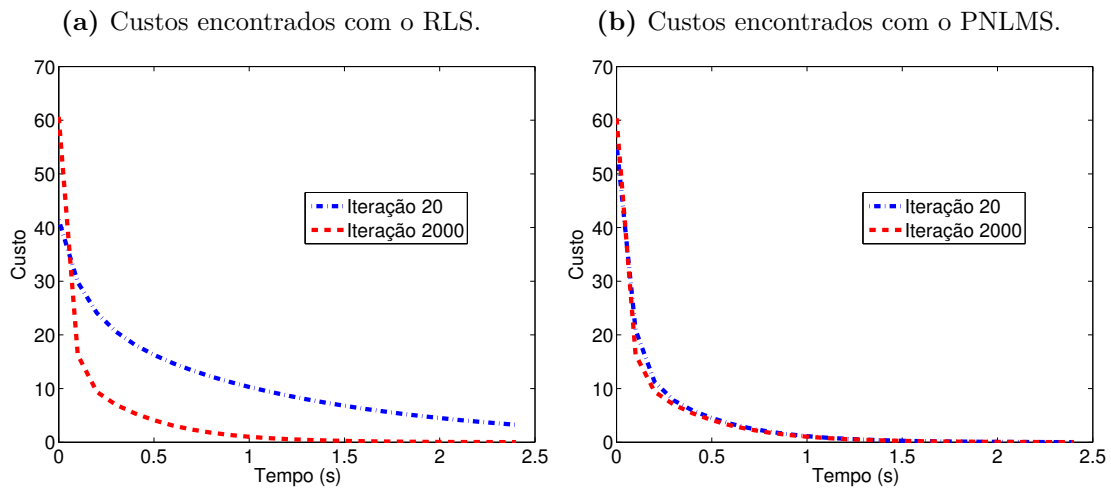 (a) Custos encontrados com o RLS.
70
60
50
40
30
20
10
0
Custo
Iteração 20
Iteração 2000
0
0.5
1
1.5
2
2.5
Tempo (s)
(b) Custos encontrados com o PNLMS.
70
60
50
40
30
20
10
0
Custo
Iteração 20
Iteração 2000
0
0.5
1
1.5
2
2.5
Tempo (s)